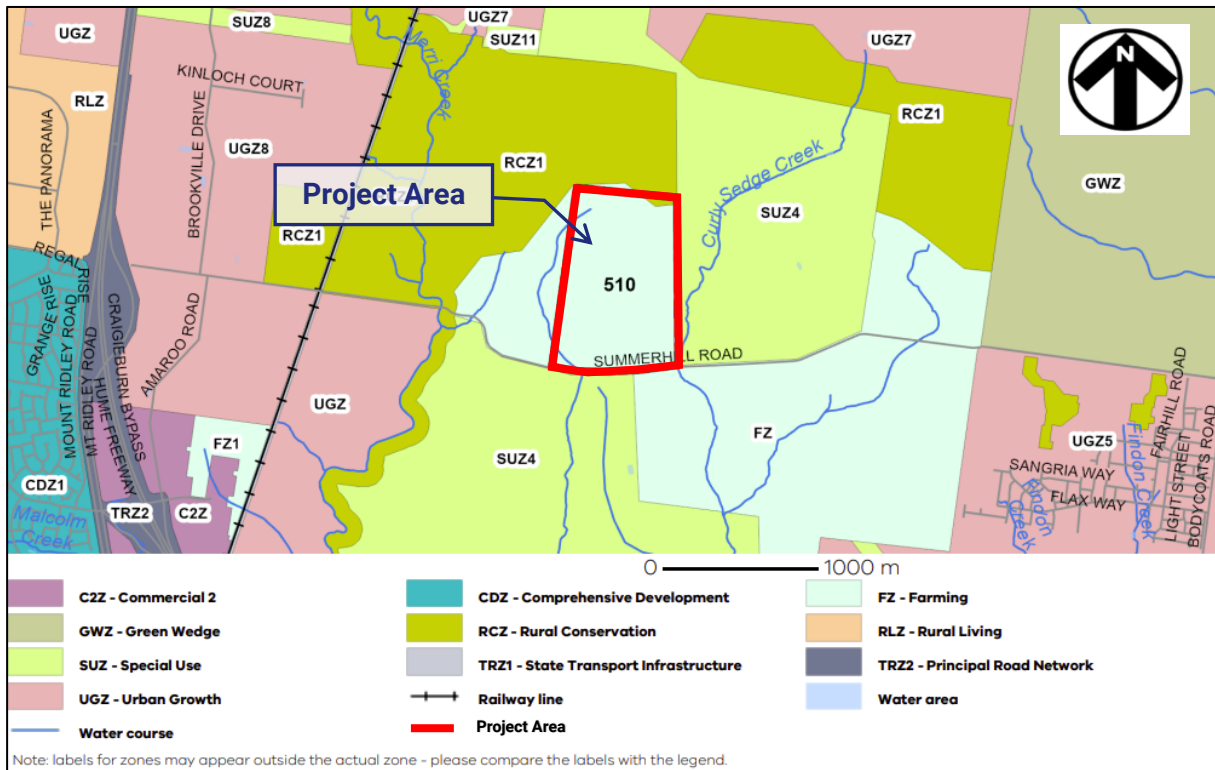 UGZ
SUZ8
UGZ7
SUZ11
UGZ7
N
KINLOCH COURT
Merri Creek
RLZ
THE PANORAMA
BROOKVILLE DRIVE
UGZ8
RCZ1
RCZ1
GWZ
Project Area
Curly Sedge Creek
SUZ4
RCZ1
REGAL RISE
510
GRANGE RISE
MOUNT RIDLEY ROAD
MT RIDLEY ROAD
CRAIGIEBURN BYPASS
HUME FREEWAY
AMAROO ROAD
SUMMERHILL ROAD
UGZ
FZ1
SUZ4
FZ
UGZ5
FAIRHILL ROAD
LIGHT STREET
BODYCOATS ROAD
SANGRIA WAY
FLAX WAY
Findon Creek
Findon Creek
CDZ1
TRZ2
C2Z
Malcolm Creek
0 1000 m
C2Z - Commercial 2
CDZ - Comprehensive Development
FZ - Farming
GWZ - Green Wedge
RCZ - Rural Conservation
RLZ - Rural Living
SUZ - Special Use
TRZ1 - State Transport Infrastructure
TRZ2 - Principal Road Network
UGZ - Urban Growth
Railway line
Water area
Water course
Project Area
Note: labels for zones may appear outside the actual zone - please compare the labels with the legend.